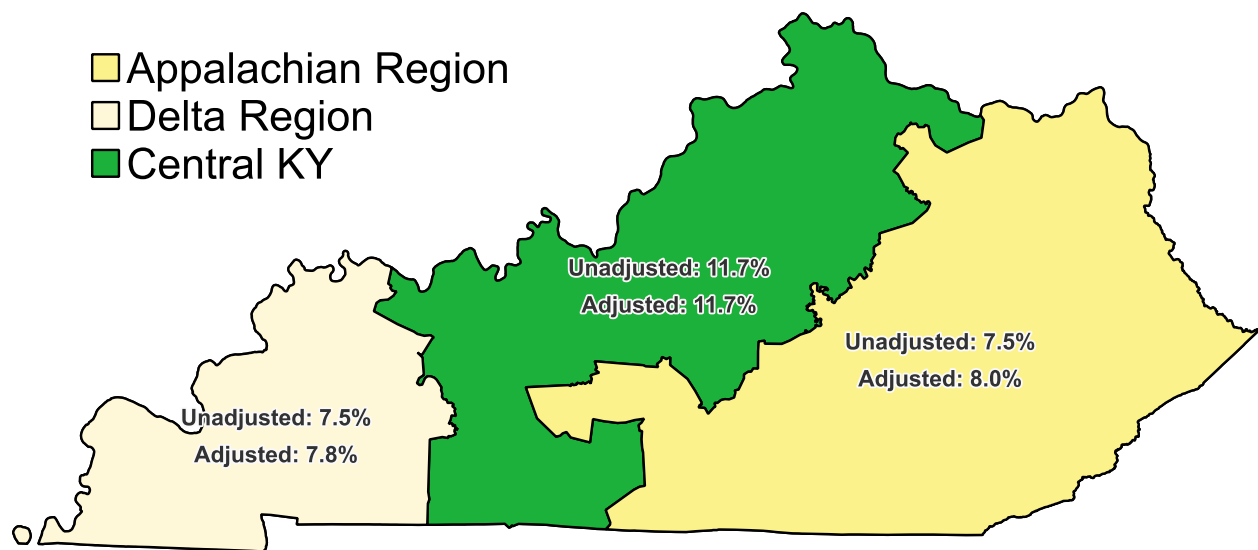 Appalachian Region
Delta Region
Central KY
Unadjusted: 11.7%
Adjusted: 11.7%
Unadjusted: 7.5%
Adjusted: 8.0%
Unadjusted: 7.5%
Adjusted: 7.8%